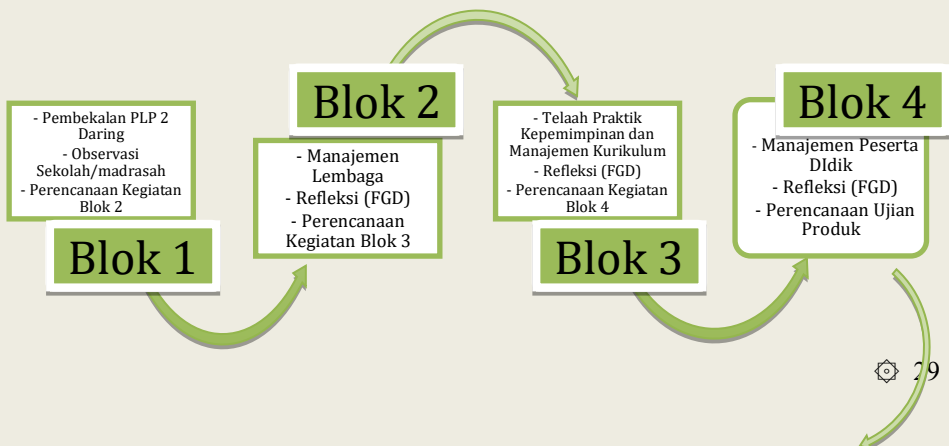 - Pembekalan PLP 2
Daring
- Observasi
Sekolah/madrasah
- Perencanaan Kegiatan
Blok 2
Blok 1
Blok 2
- Manajemen
Lembaga
- Refleksi (FGD)
- Perencanaan
Kegiatan Blok 3
- Telaah Praktik
Kepemimpinan dan
Manajemen Kurikulum
- Refleksi (FGD)
- Perencanaan Kegiatan
Blok 4
Blok 3
Blok 4
- Manajemen Peserta
DIdik
- Refleksi (FGD)
- Perencanaan Ujian
Produk
۞ 29